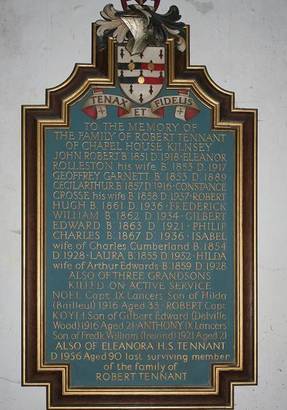 TENAX ET FIDELIS
TO THE MEMORY OF
THE FAMILY OF ROBERT TENNANT
OF CHAPEL HOUSE KILNSEY
JOHN ROBERT B 1851 D 1918 · ELEANOR
ROLLESTON his wife B 1853 D 1917
GEOFFREY GARNETT B 1855 D 1889
CECIL ARTHUR B 1857 D 1916 · CONSTANCE
CROSSE his wife B 1858 D 1937 · ROBERT
HUGH B 1861 D 1936 · FREDERICK
WILLIAM B 1862 D 1934 · GILBERT
EDWARD B 1863 D 1921 · PHILIP
CHARLES B 1867 D 1936 · ISABEL
wife of Charles Cumberland B 1854
D 1928 · LAURA B 1855 D 1932 · HILDA
wife of Arthur Edwards B 1859 D 1928
ALSO OF THREE GRANDSONS
KILLED ON ACTIVE SERVICE
NOEL Capt IX Lancers Son of Hilda
(Bailleul) 1916 Aged 33 · ROBERT Capt
KOYLI Son of Gilbert Edward (Delville
Wood) 1916 Aged 21 · ANTHONY IX Lancers
Son of Fredk William (Ireland) 1921 Aged 21
ALSO OF ELEANORA H.S. TENNANT
D 1956 Aged 90 last surviving member
of the family of
ROBERT TENNANT